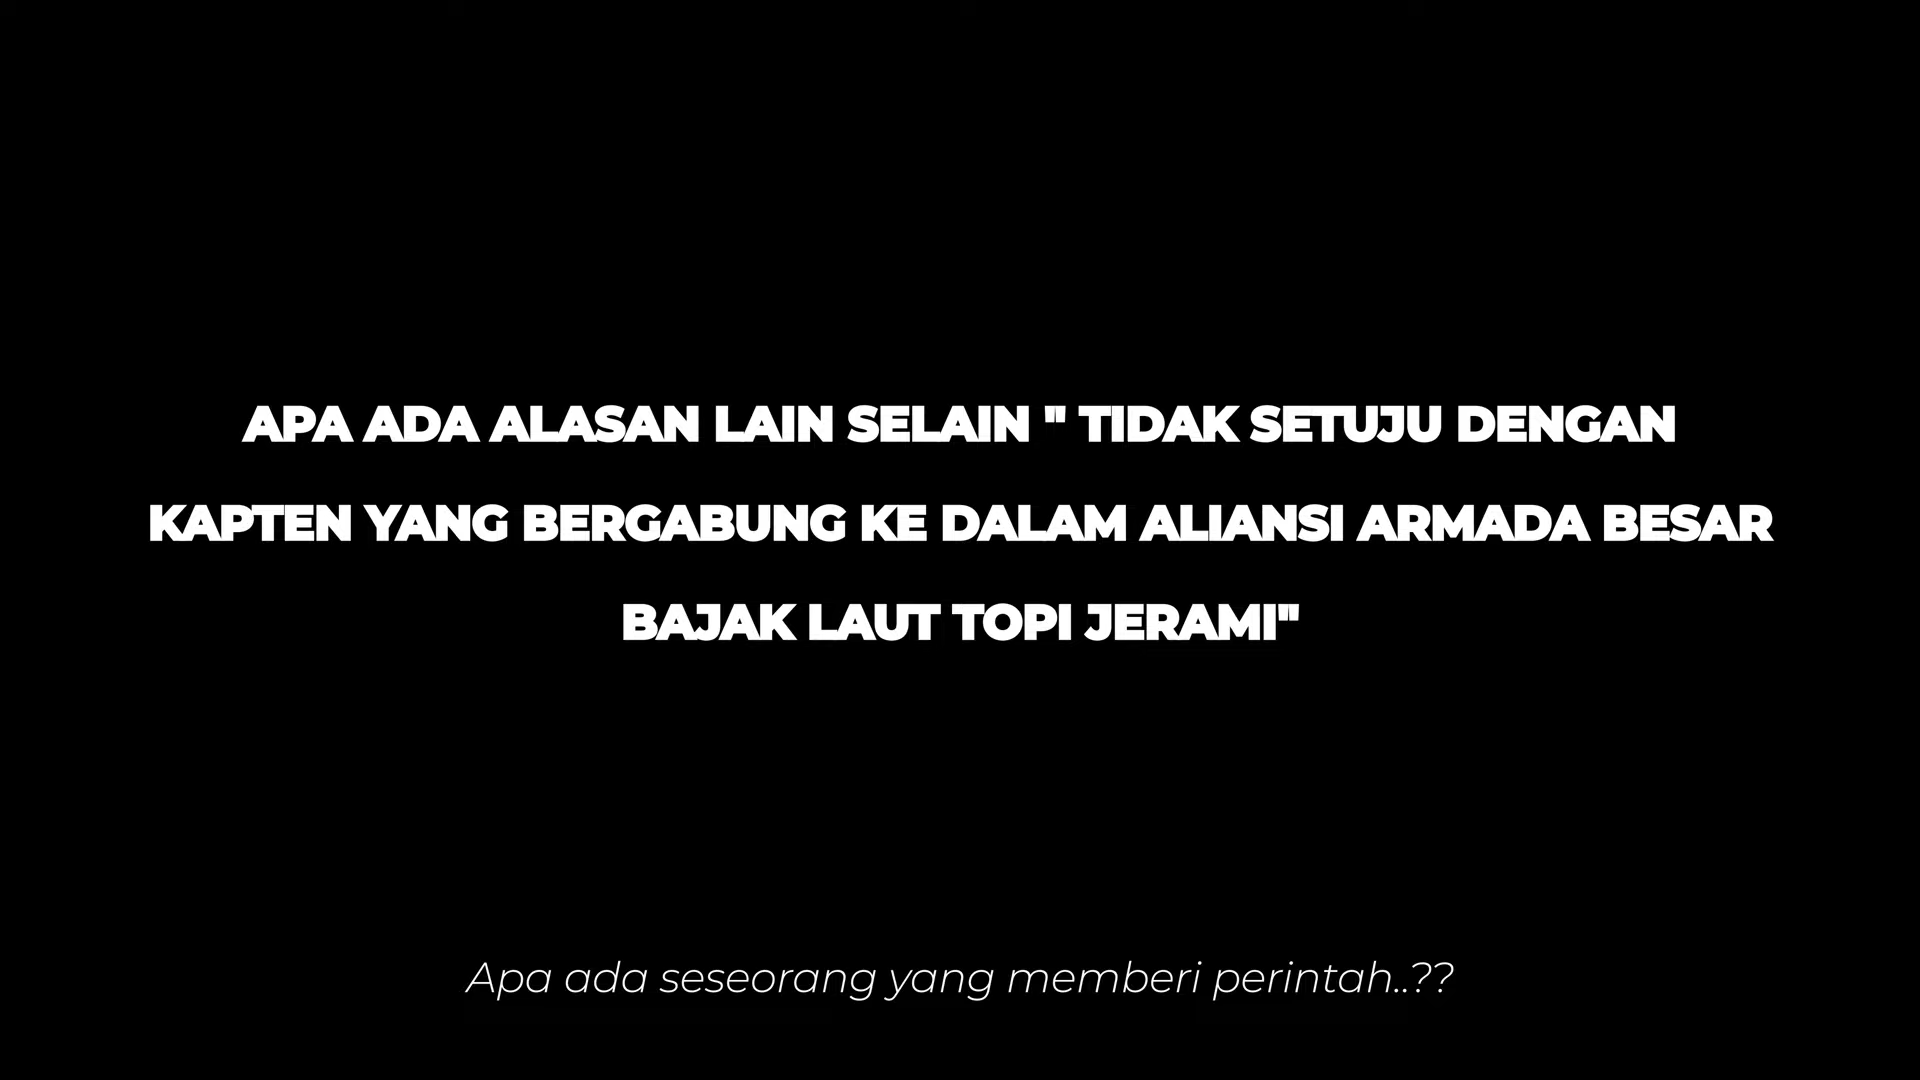 APA ADA ALASAN LAIN SELAIN " TIDAK SETUJU DENGAN
KAPTEN YANG BERGABUNG KE DALAM ALIANSI ARMADA BESAR
BAJAK LAUT TOPI JERAMI"
Apa ada seseorang yang memberi perintah..??